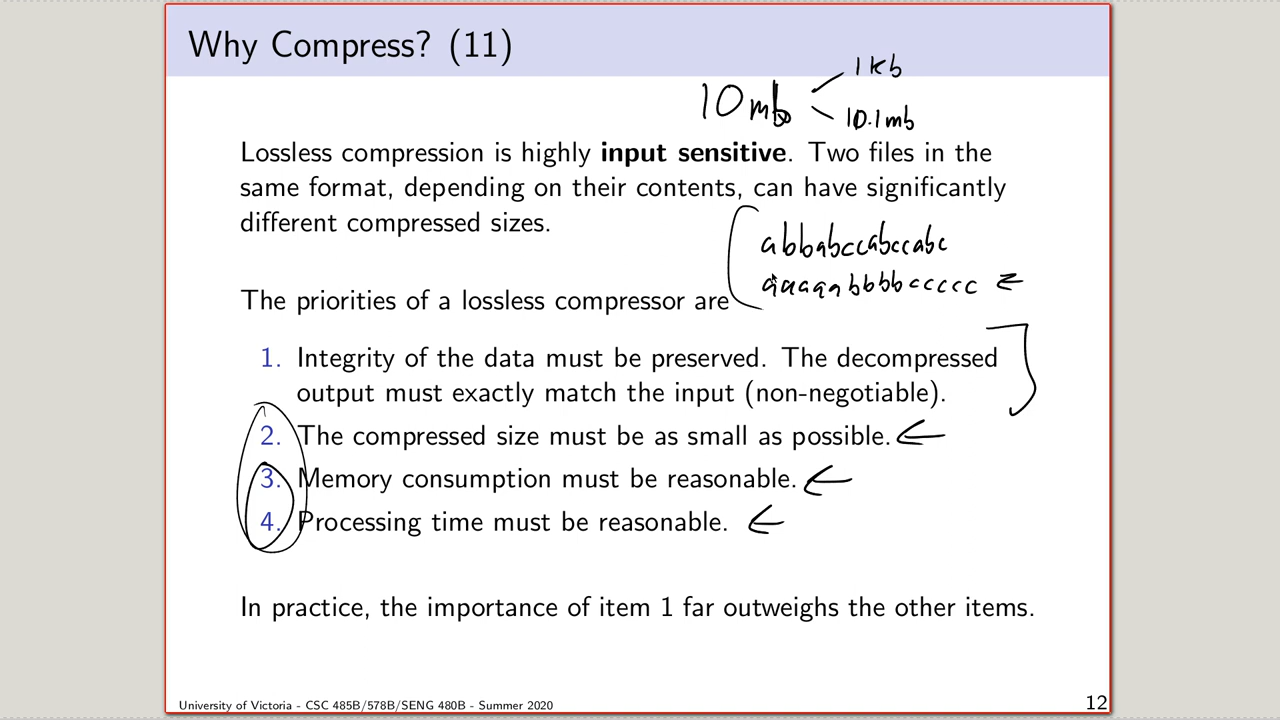 Why Compress? (11)
1 kb
10mb
10.1mb
Lossless compression is highly input sensitive. Two files in the
same format, depending on their contents, can have significantly
different compressed sizes.
abbabccabccabc
aaaaabbbbccccc
The priorities of a lossless compressor are
1. Integrity of the data must be preserved. The decompressed
output must exactly match the input (non-negotiable).
2. The compressed size must be as small as possible.
3. Memory consumption must be reasonable.
4. Processing time must be reasonable.
In practice, the importance of item 1 far outweighs the other items.
University of Victoria - CSC 485B/578B/SENG 480B - Summer 2020
12